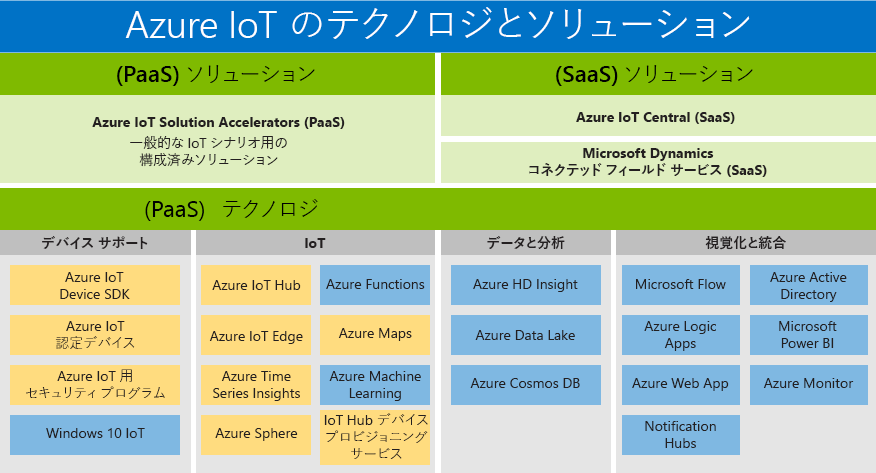 Azure IoT のテクノロジとソリューション
(PaaS) ソリューション
(SaaS) ソリューション
Azure IoT Solution Accelerators (PaaS)
一般的な IoT シナリオ用の
構成済みソリューション
Azure IoT Central (SaaS)
Microsoft Dynamics
コネクテッド フィールド サービス (SaaS)
(PaaS) テクノロジ
デバイス サポート
Azure IoT
Device SDK
Azure IoT
認定デバイス
Azure IoT 用
セキュリティ プログラム
Windows 10 IoT
IoT
Azure IoT Hub
Azure Functions
Azure IoT Edge
Azure Maps
Azure Time
Series Insights
Azure Machine
Learning
Azure Sphere
IoT Hub デバイス
プロビジョニング
サービス
データと分析
Azure HD Insight
Azure Data Lake
Azure Cosmos DB
視覚化と統合
Microsoft Flow
Azure Active
Directory
Azure Logic
Apps
Microsoft
Power BI
Azure Web App
Azure Monitor
Notification
Hubs